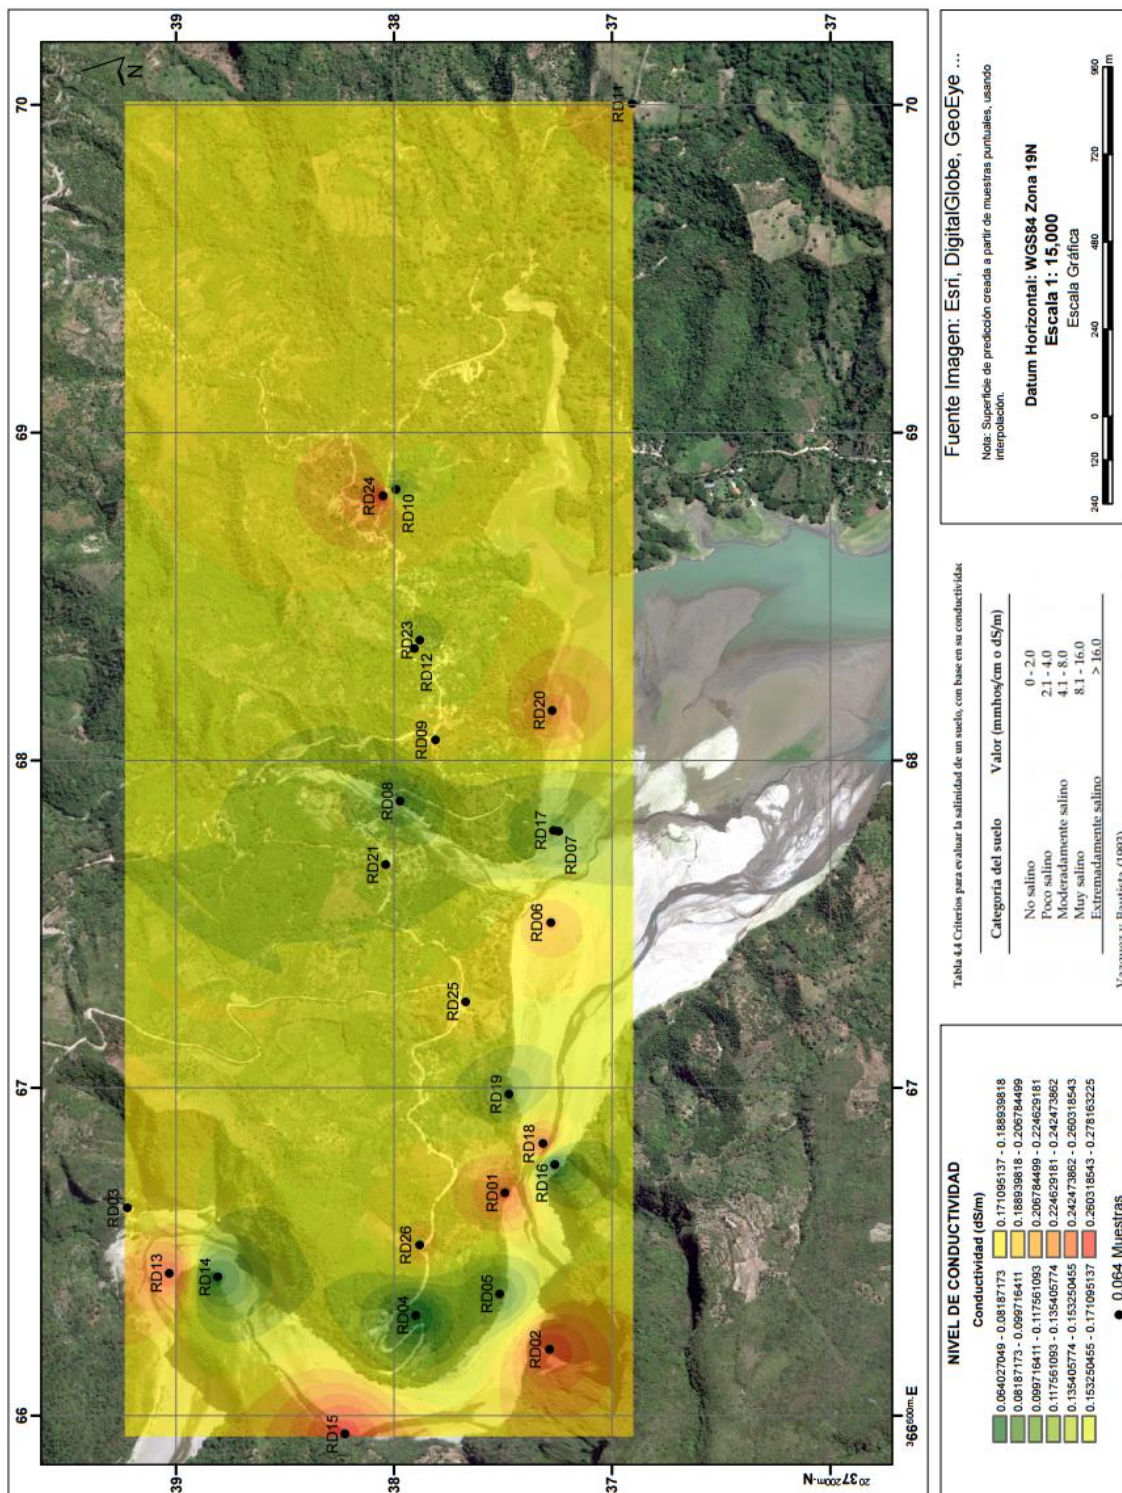 39
38
37
37
N
70
69
68
67
66
70
69
68
67
³66⁶⁰⁰ᵐ·E
39
38
37
²⁰37²⁰⁰ᵐ·N
RD11
RD24
RD10
RD23
RD12
RD20
RD09
RD08
RD17
RD07
RD21
RD06
RD25
RD19
RD18
RD16
RD01
RD03
RD26
RD13
RD14
RD05
RD04
RD02
RD15
NIVEL DE CONDUCTIVIDAD
Conductividad (dS/m)
0.064027049 - 0.08187173
0.08187173 - 0.099716411
0.099716411 - 0.117561093
0.117561093 - 0.135405774
0.135405774 - 0.153250455
0.153250455 - 0.171095137
0.171095137 - 0.188939818
0.188939818 - 0.206784499
0.206784499 - 0.224629181
0.224629181 - 0.242473862
0.242473862 - 0.260318543
0.260318543 - 0.278163225
0.064 Muestras
Tabla 4.4 Criterios para evaluar la salinidad de un suelo, con base en su
Categoría del suelo Valor (mmhos/cm o dS/m)
No salino 0 - 2.0
Poco salino 2.1 - 4.0
Moderadamente salino 4.1 - 8.0
Muy salino 8.1 - 16.0
Extremadamente salino > 16.0
Fuente Imagen: Esri, DigitalGlobe, GeoEye ...
Nota: Superficie de predicción creada a partir de muestras puntuales, usando
interpolación.
Datum Horizontal: WGS84 Zona 19N
Escala 1: 15,000
Escala Gráfica
240 120 0 240 480 720 960
m